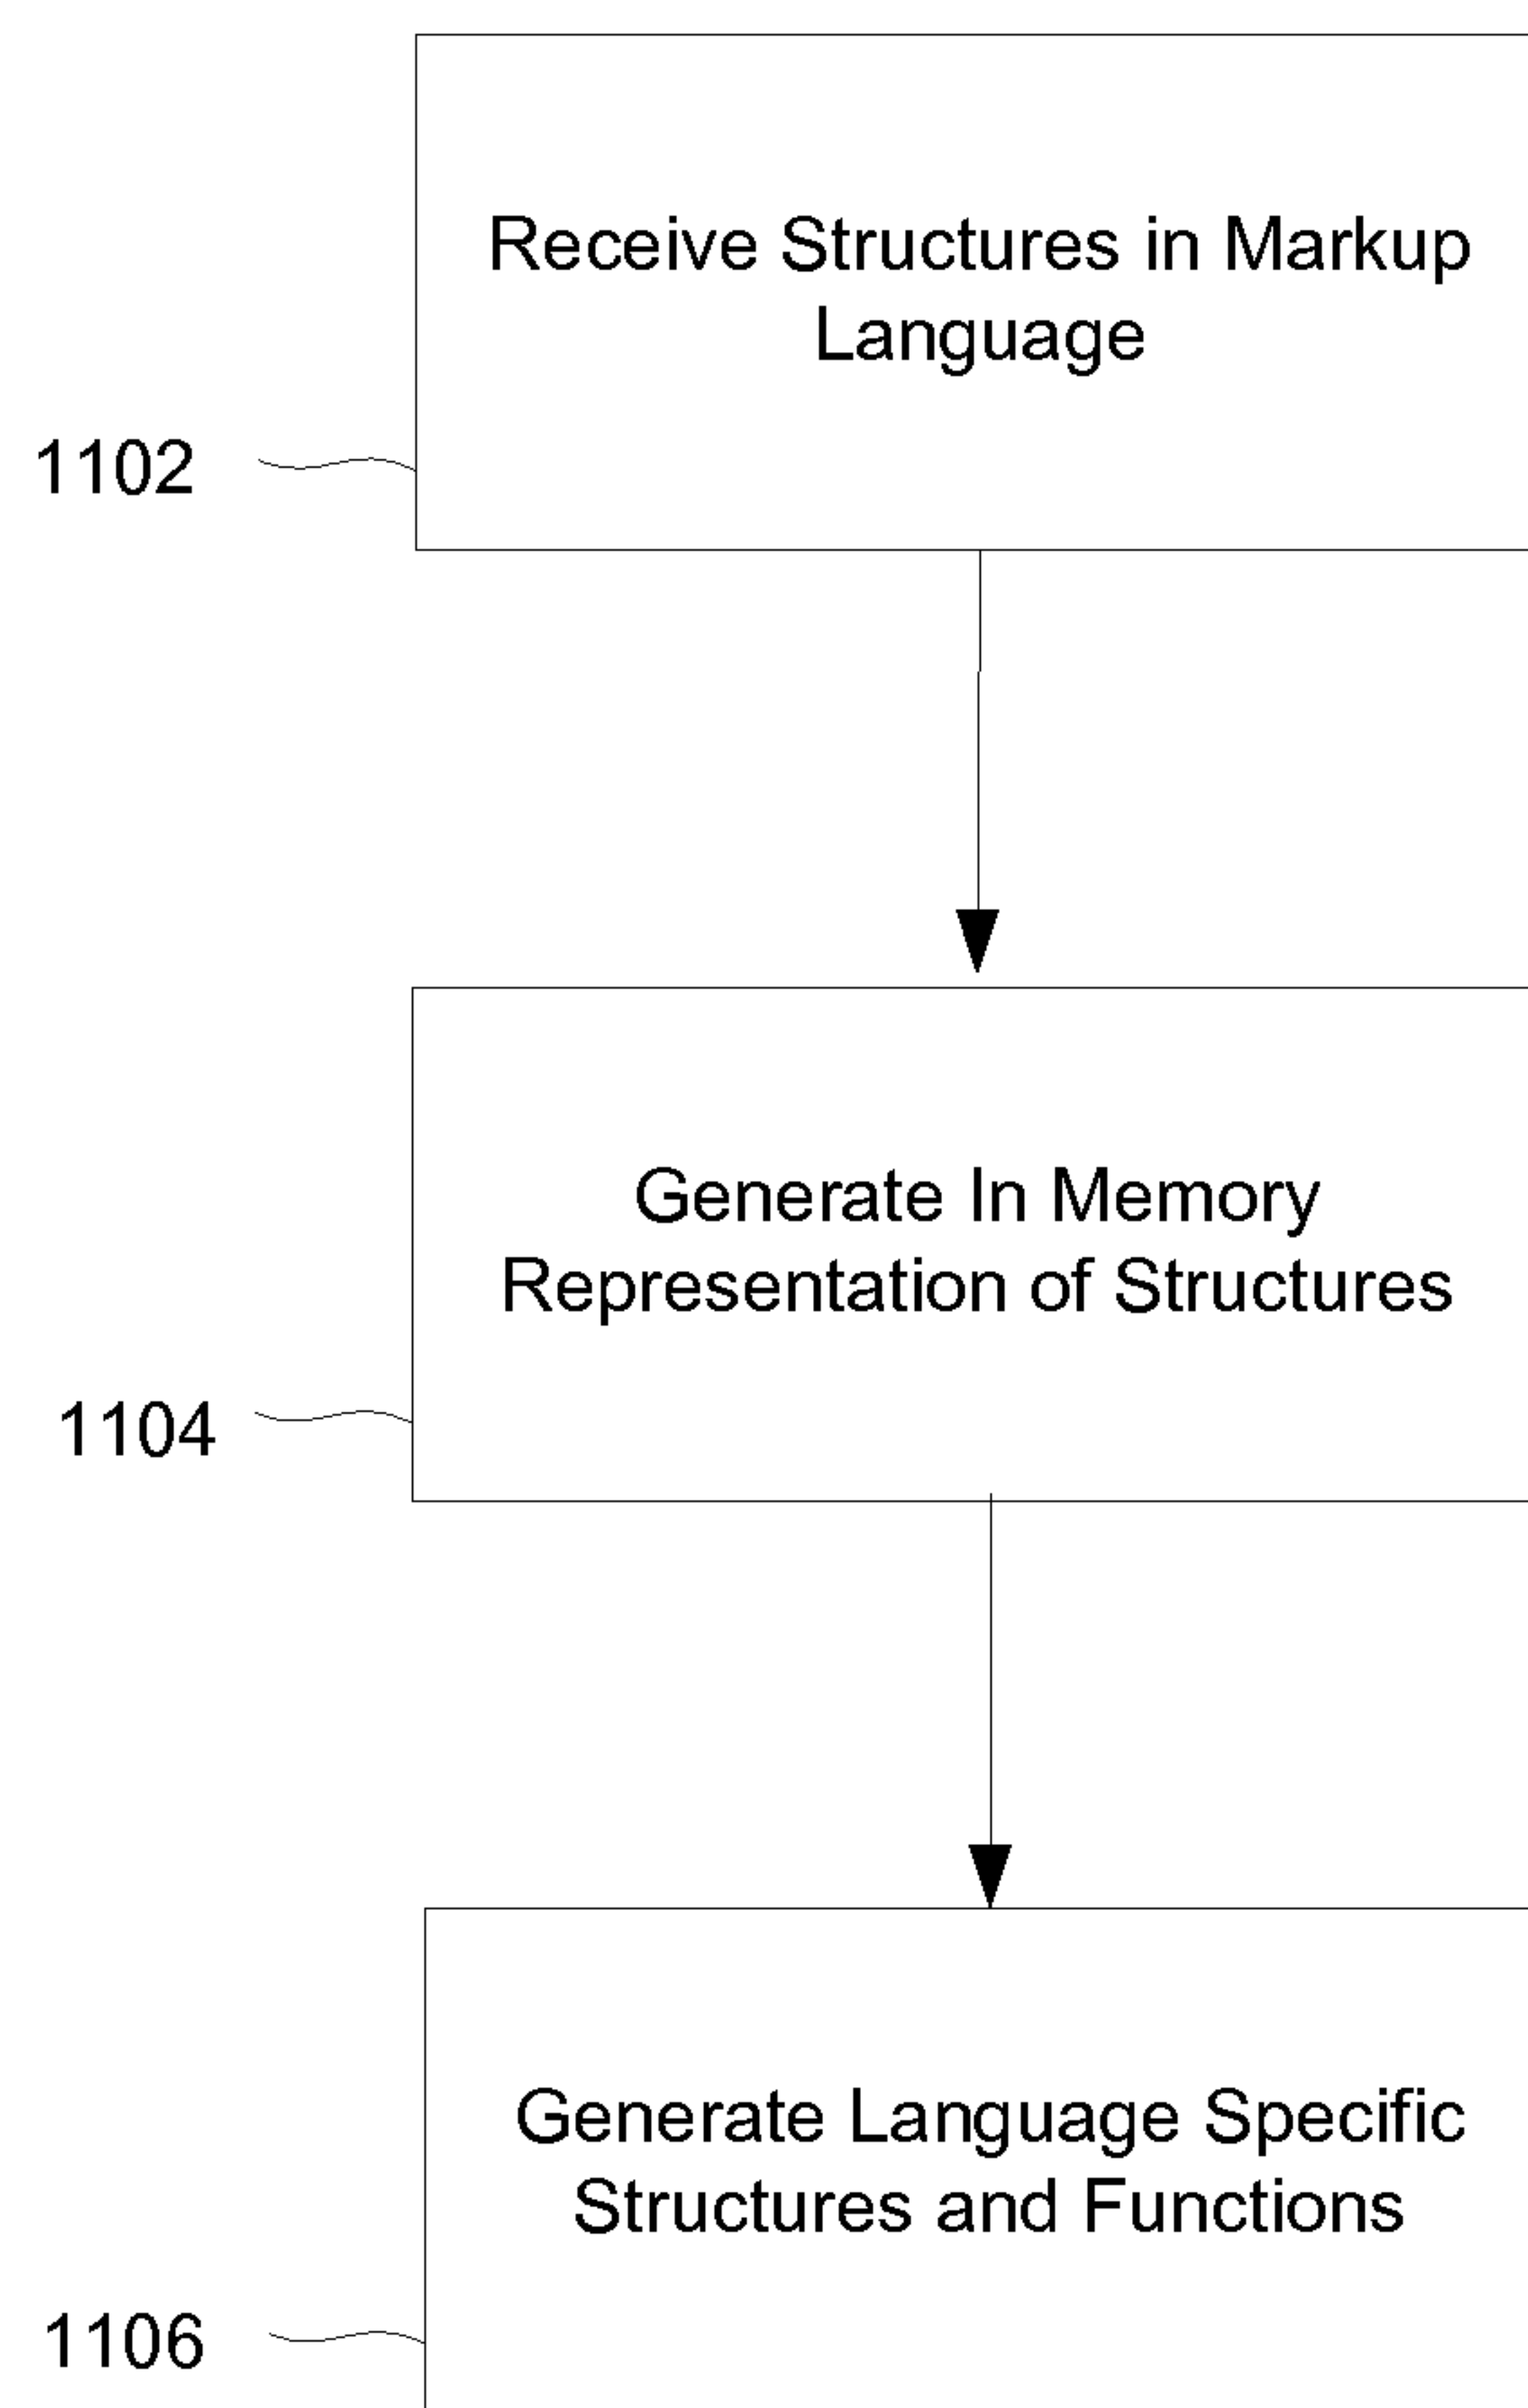 Receive Structures in Markup
Language
1102
Generate In Memory
Representation of Structures
1104
Generate Language Specific
Structures and Functions
1106